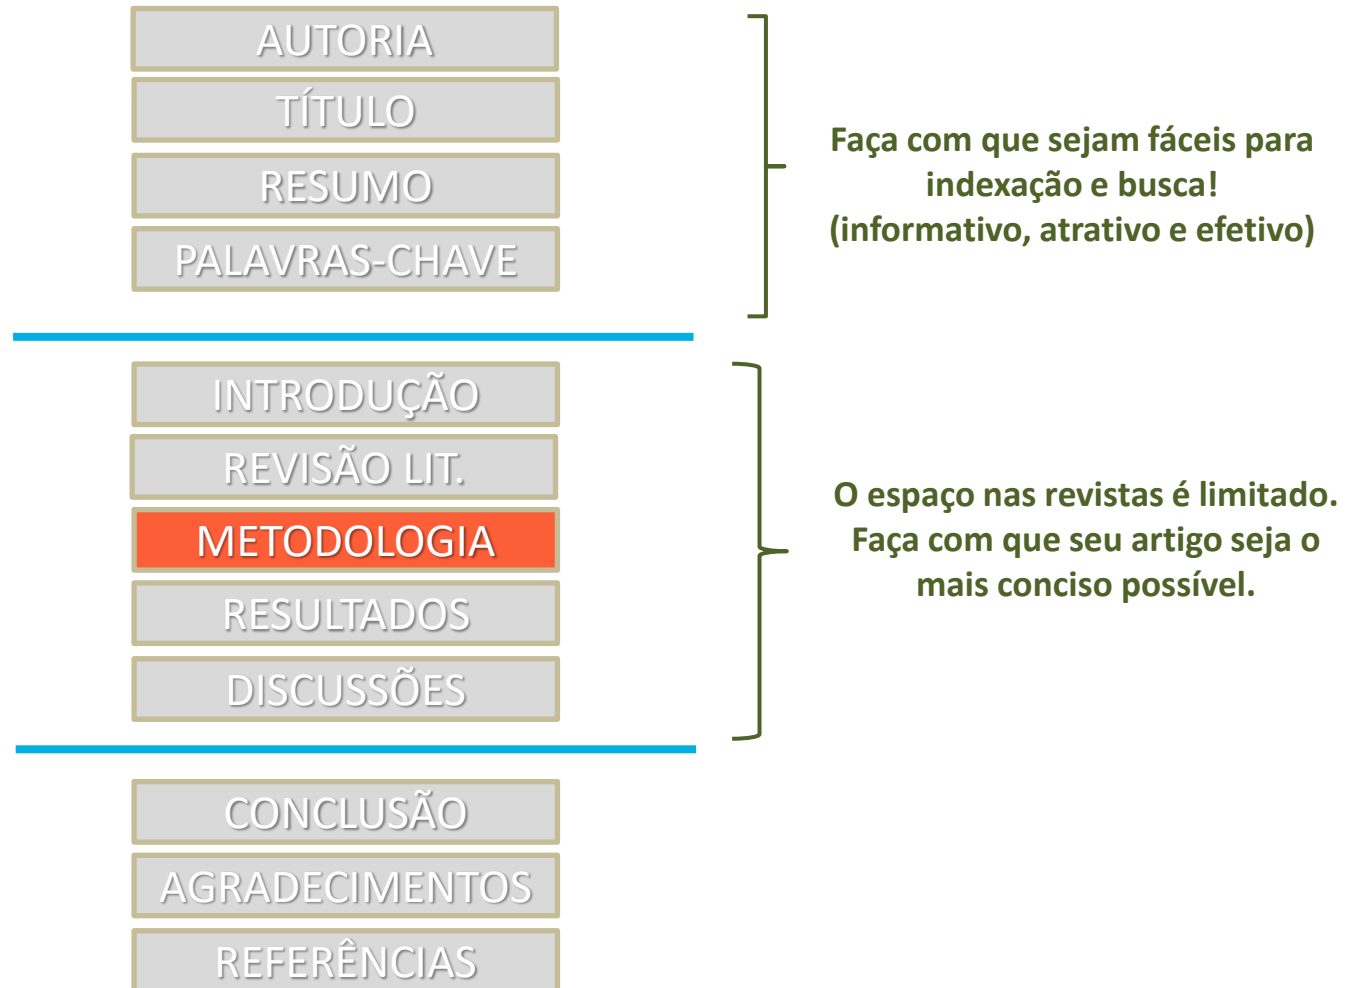 AUTORIA
TÍTULO
RESUMO
PALAVRAS-CHAVE
Faça com que sejam fáceis para
indexação e busca!
(informativo, atrativo e efetivo)
INTRODUÇÃO
REVISÃO LIT.
METODOLOGIA
RESULTADOS
DISCUSSÕES
O espaço nas revistas é limitado.
Faça com que seu artigo seja o
mais conciso possível.
CONCLUSÃO
AGRADECIMENTOS
REFERÊNCIAS